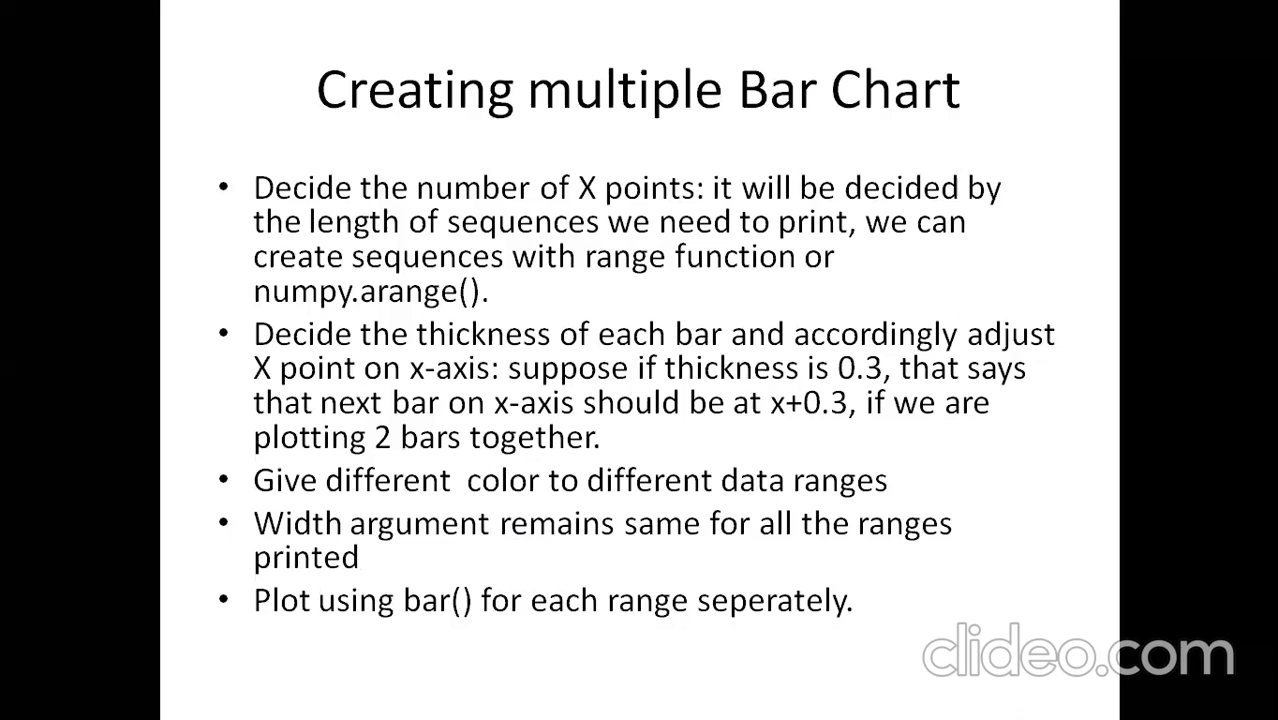 Creating multiple Bar Chart
• Decide the number of X points: it will be decided by
the length of sequences we need to print, we can
create sequences with range function or
numpy.arange().
• Decide the thickness of each bar and accordingly adjust
X point on x-axis: suppose if thickness is 0.3, that says
that next bar on x-axis should be at x+0.3, if we are
plotting 2 bars together.
• Give different  color to different data ranges
• Width argument remains same for all the ranges
printed
• Plot using bar() for each range seperately.
clideo.com